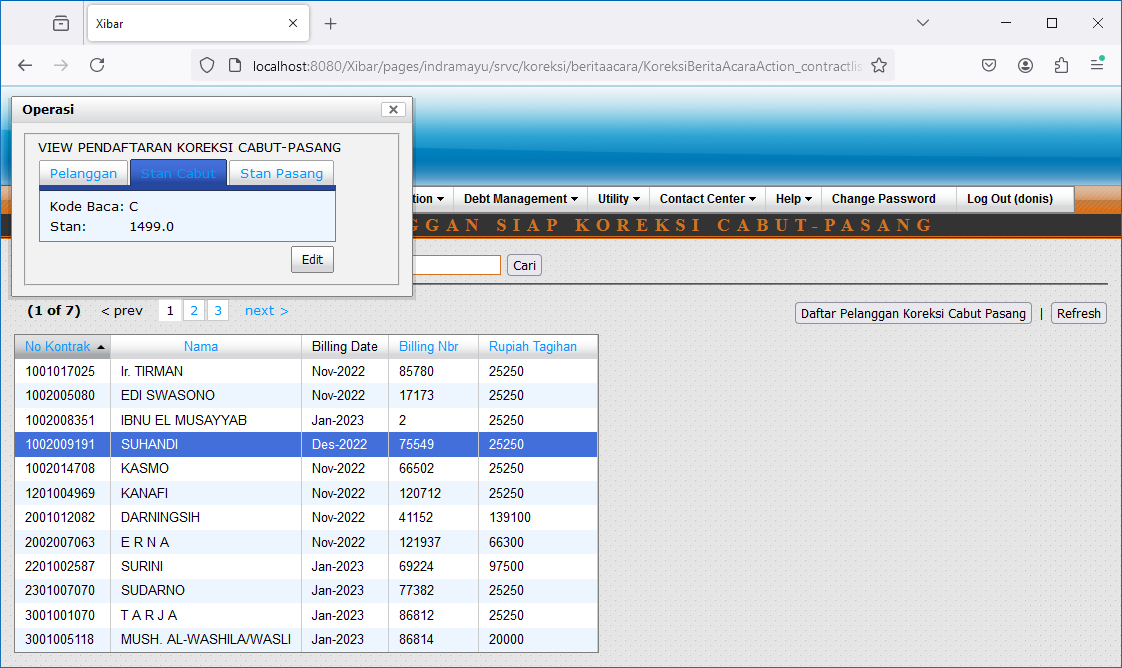 Xibar
localhost:8080/Xibar/pages/indramayu/srvc/koreksi/beritaacara/KoreksiBeritaAcaraAction_contractlis
Operasi
VIEW PENDAFTARAN KOREKSI CABUT-PASANG
Pelanggan Stan Cabut Stan Pasang
Kode Baca: C
Stan: 1499.0
Edit
tion Debt Management Utility Contact Center Help Change Password Log Out (donis)
GGAN SIAP KOREKSI CABUT-PASANG
Cari
(1 of 7) < prev 1 2 3 next >
Daftar Pelanggan Koreksi Cabut Pasang | Refresh
No Kontrak Nama Billing Date Billing Nbr Rupiah Tagihan
1001017025 Ir. TIRMAN Nov-2022 85780 25250
1002005080 EDI SWASONO Nov-2022 17173 25250
1002008351 IBNU EL MUSAYYAB Jan-2023 2 25250
1002009191 SUHANDI Des-2022 75549 25250
1002014708 KASMO Nov-2022 66502 25250
1201004969 KANAFI Nov-2022 120712 25250
2001012082 DARNINGSIH Nov-2022 41152 139100
2002007063 E R N A Nov-2022 121937 66300
2201002587 SURINI Jan-2023 69224 97500
2301007070 SUDARNO Jan-2023 77382 25250
3001001070 T A R J A Jan-2023 86812 25250
3001005118 MUSH. AL-WASHILA/WASLI Jan-2023 86814 20000